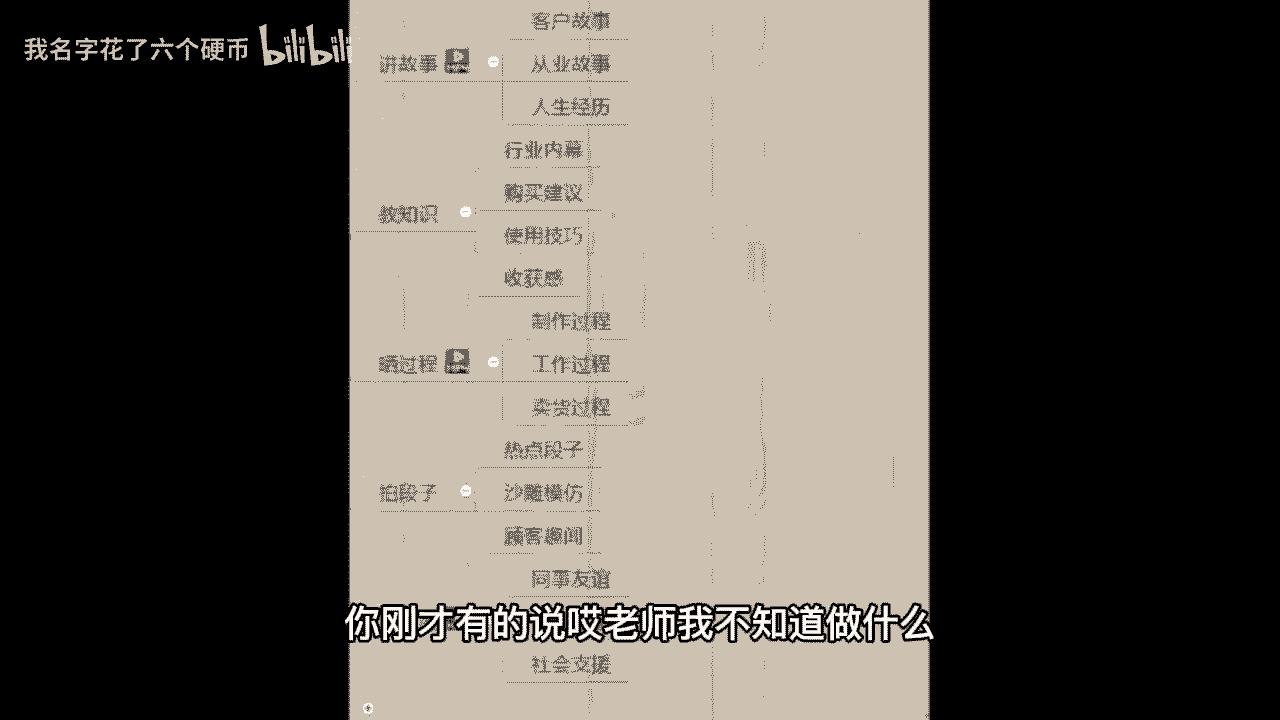 我名字花了六个硬币 bilibili
客户故事
讲故事
从业故事
人生经历
行业内幕
购买建议
教知识
使用技巧
收获感
制作过程
晒过程
工作过程
卖货过程
热点段子
拍段子
沙雕模仿
顾客趣闻
同事友谊
你刚才有的说哎老师我不知道做什么
社会支援